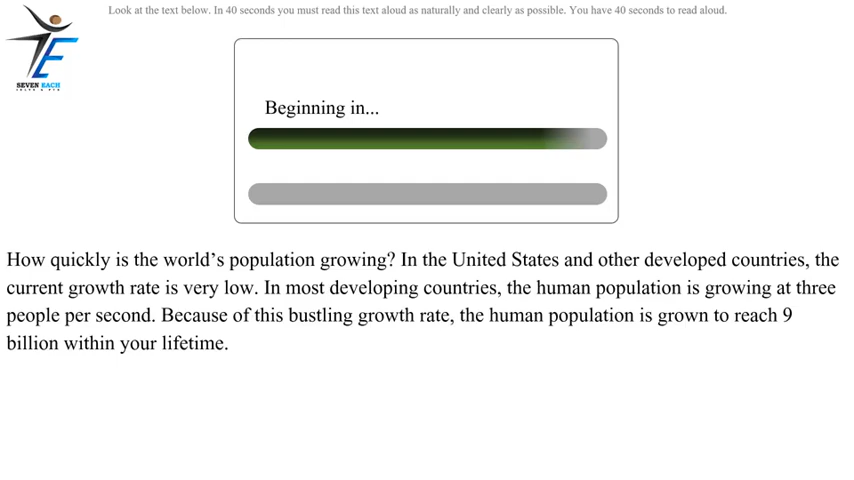 Look at the text below. In 40 seconds you must read this text aloud as naturally and clearly as possible. You have 40 seconds to read aloud.
SEVEN EACH
Beginning in...
How quickly is the world’s population growing? In the United States and other developed countries, the
current growth rate is very low. In most developing countries, the human population is growing at three
people per second. Because of this bustling growth rate, the human population is grown to reach 9
billion within your lifetime.